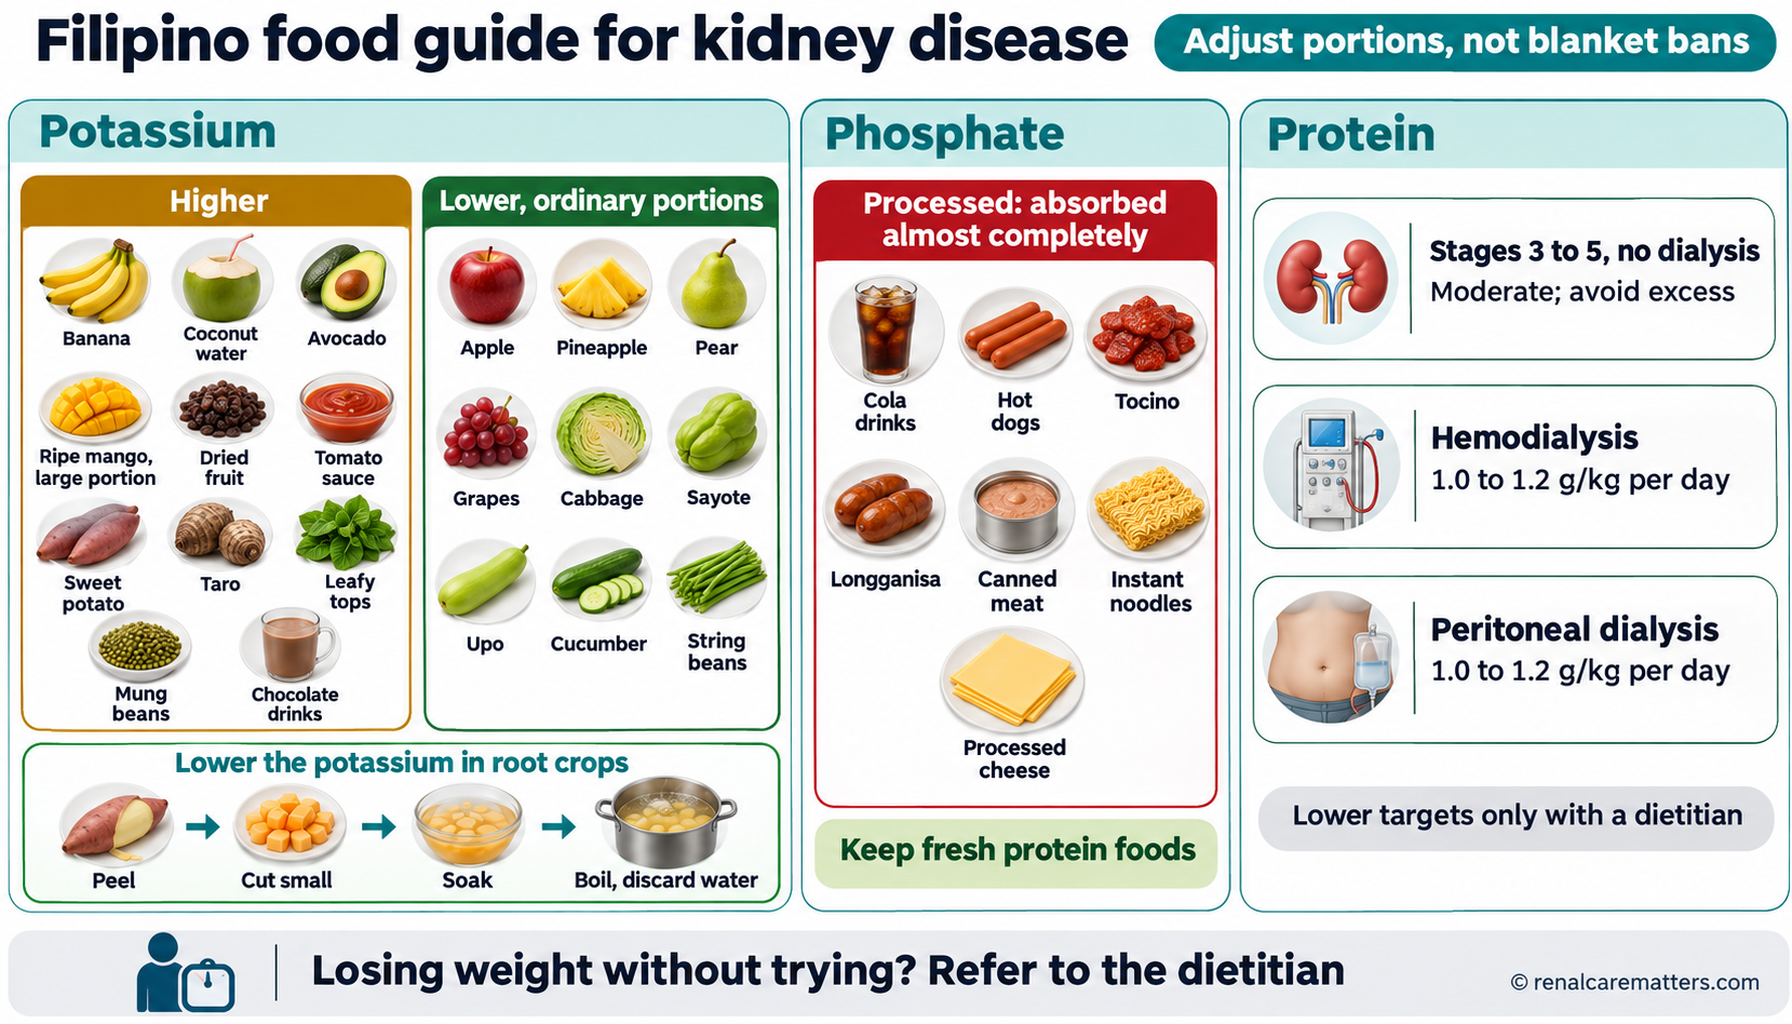 Filipino food guide for kidney disease
Adjust portions, not blanket bans
Potassium
Higher
Banana
Coconut
water
Avocado
Ripe mango,
large portion
Dried
fruit
Tomato
sauce
Sweet
potato
Taro
Leafy
tops
Mung
beans
Chocolate
drinks
Lower, ordinary portions
Apple
Pineapple
Pear
Grapes
Cabbage
Sayote
Upo
Cucumber
String
beans
Lower the potassium in root crops
Peel
Cut small
Soak
Boil, discard water
Phosphate
Processed: absorbed
almost completely
Cola
drinks
Hot
dogs
Tocino
Longganisa
Canned
meat
Instant
noodles
Processed
cheese
Keep fresh protein foods
Protein
Stages 3 to 5, no dialysis
Moderate; avoid excess
Hemodialysis
1.0 to 1.2 g/kg per day
Peritoneal dialysis
1.0 to 1.2 g/kg per day
Lower targets only with a dietitian
Losing weight without trying? Refer to the dietitian
© renalcarematters.com